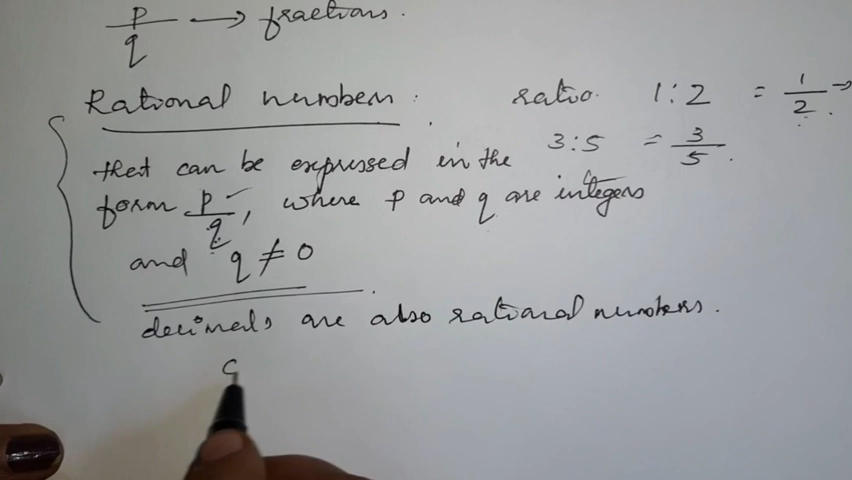 p/q → fractions.
Rational numbers : ratio. 1:2 = 1/2 →
3:5 = 3/5.
that can be expressed in the
form p/q, where p and q are integers
and q ≠ 0
decimals are also rational numbers.